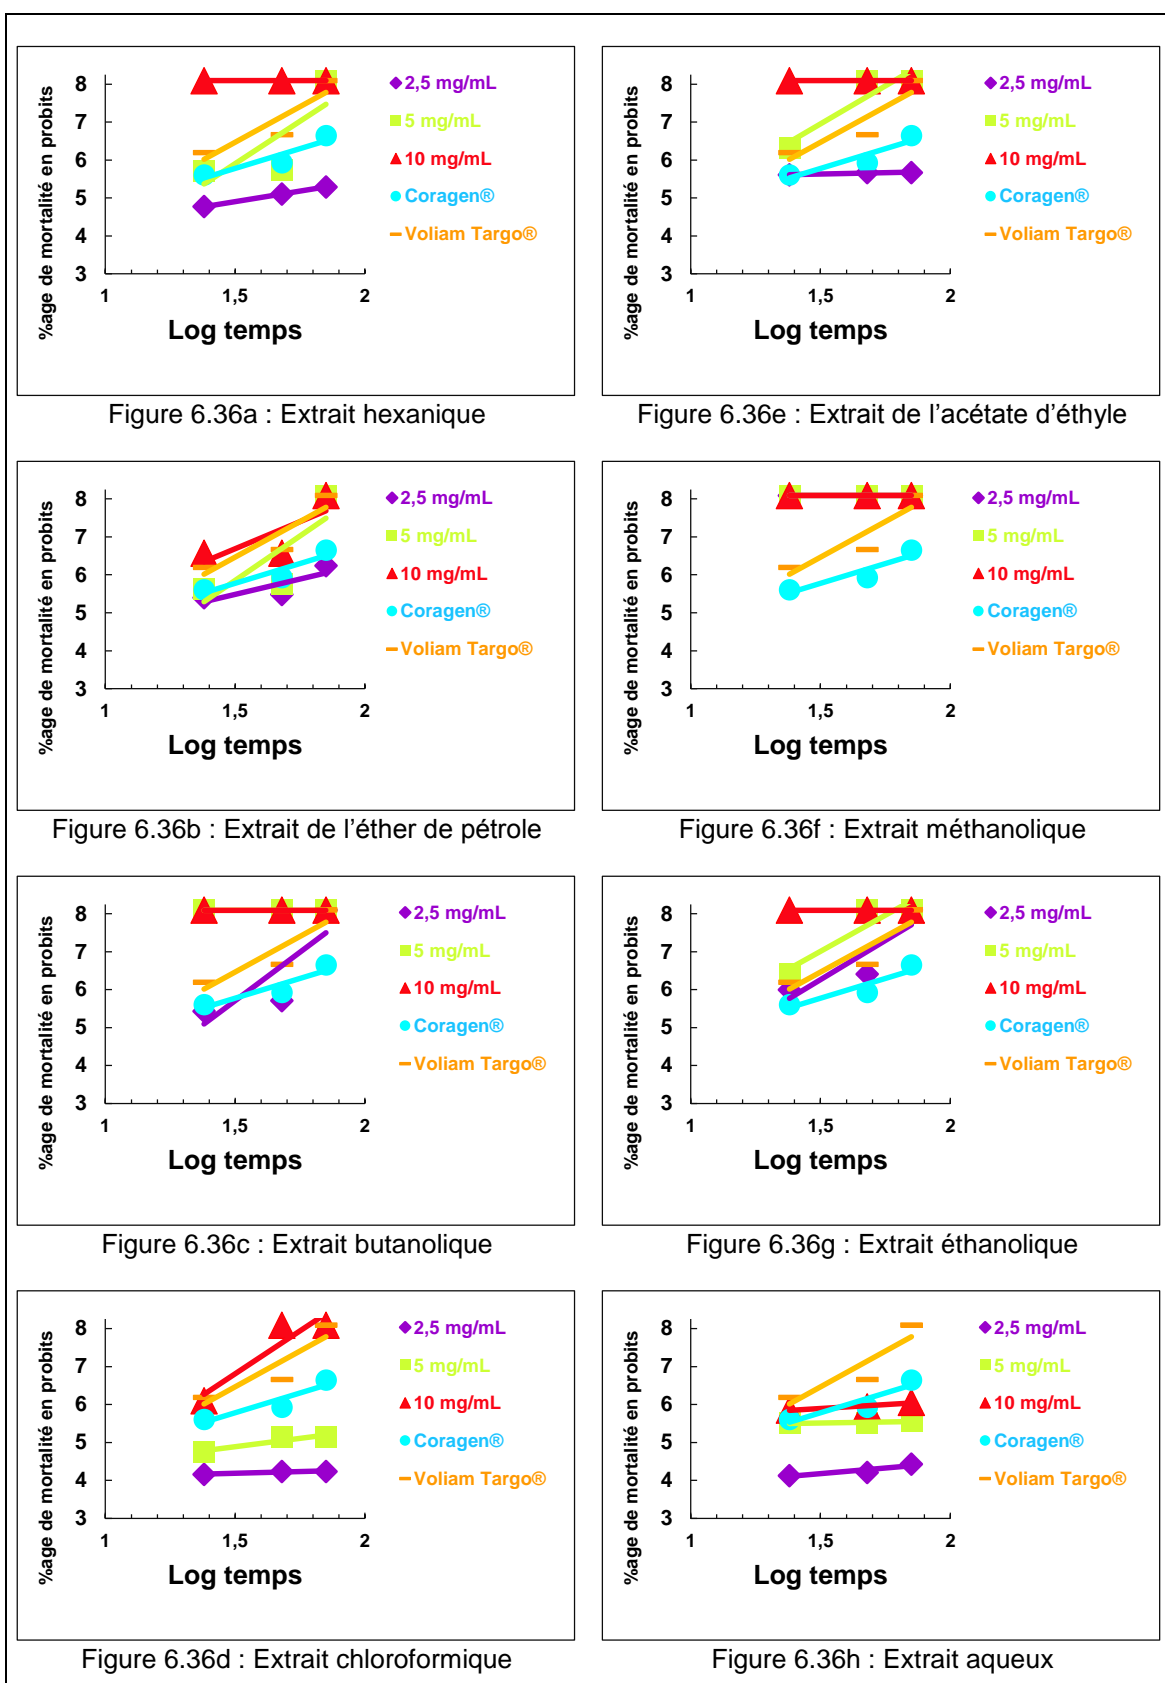 8
7
6
5
4
3
1
1,5
2
%age de mortalité en probits
Log temps
2,5 mg/mL
5 mg/mL
10 mg/mL
Coragen®
Voliam Targo®
Figure 6.36a : Extrait hexanique
8
7
6
5
4
3
1
1,5
2
%age de mortalité en probits
Log temps
2,5 mg/mL
5 mg/mL
10 mg/mL
Coragen®
Voliam Targo®
Figure 6.36e : Extrait de l’acétate d’éthyle
8
7
6
5
4
3
1
1,5
2
%age de mortalité en probits
Log temps
2,5 mg/mL
5 mg/mL
10 mg/mL
Coragen®
Voliam Targo®
Figure 6.36b : Extrait de l’éther de pétrole
8
7
6
5
4
3
1
1,5
2
%age de mortalité en probits
Log temps
2,5 mg/mL
5 mg/mL
10 mg/mL
Coragen®
Voliam Targo®
Figure 6.36f : Extrait méthanolique
8
7
6
5
4
3
1
1,5
2
%age de mortalité en probits
Log temps
2,5 mg/mL
5 mg/mL
10 mg/mL
Coragen®
Voliam Targo®
Figure 6.36c : Extrait butanolique
8
7
6
5
4
3
1
1,5
2
%age de mortalité en probits
Log temps
2,5 mg/mL
5 mg/mL
10 mg/mL
Coragen®
Voliam Targo®
Figure 6.36g : Extrait éthanolique
8
7
6
5
4
3
1
1,5
2
%age de mortalité en probits
Log temps
2,5 mg/mL
5 mg/mL
10 mg/mL
Coragen®
Voliam Targo®
Figure 6.36d : Extrait chloroformique
8
7
6
5
4
3
1
1,5
2
%age de mortalité en probits
Log temps
2,5 mg/mL
5 mg/mL
10 mg/mL
Coragen®
Voliam Targo®
Figure 6.36h : Extrait aqueux